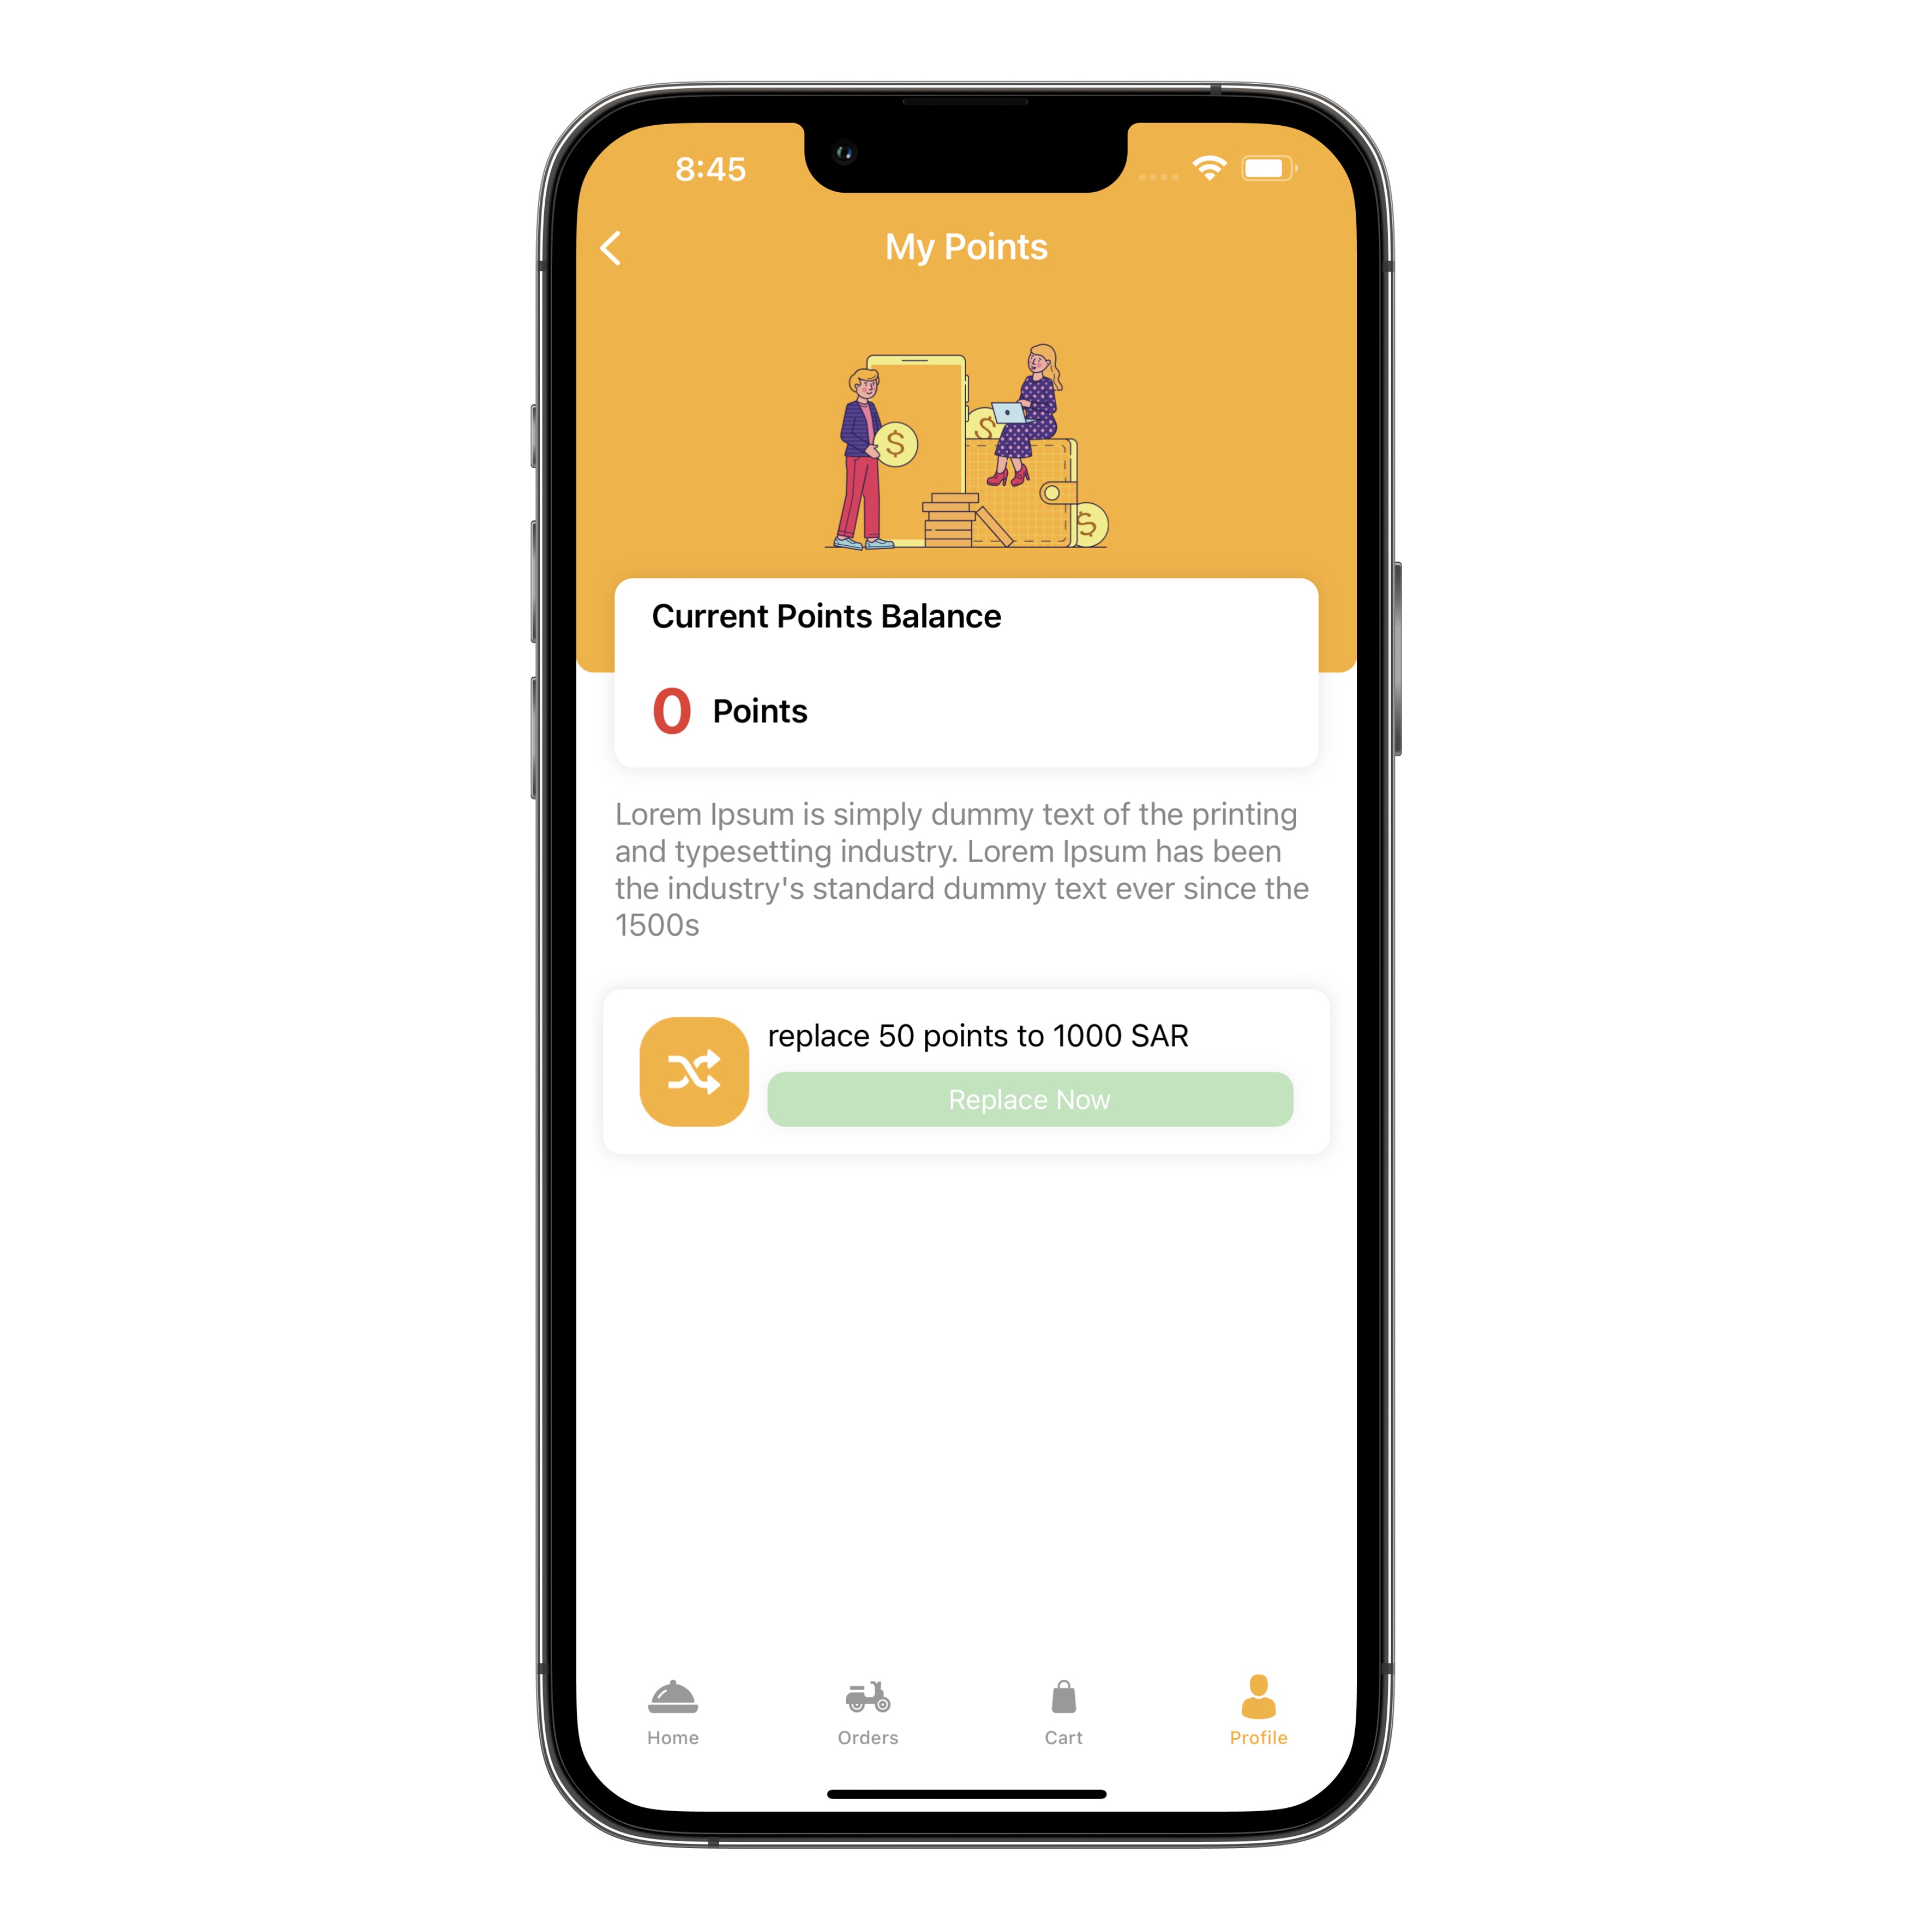 8:45
My Points
$
$
$
Current Points Balance
0 Points
Lorem Ipsum is simply dummy text of the printing
and typesetting industry. Lorem Ipsum has been
the industry's standard dummy text ever since the
1500s
replace 50 points to 1000 SAR
Replace Now
Home
Orders
Cart
Profile